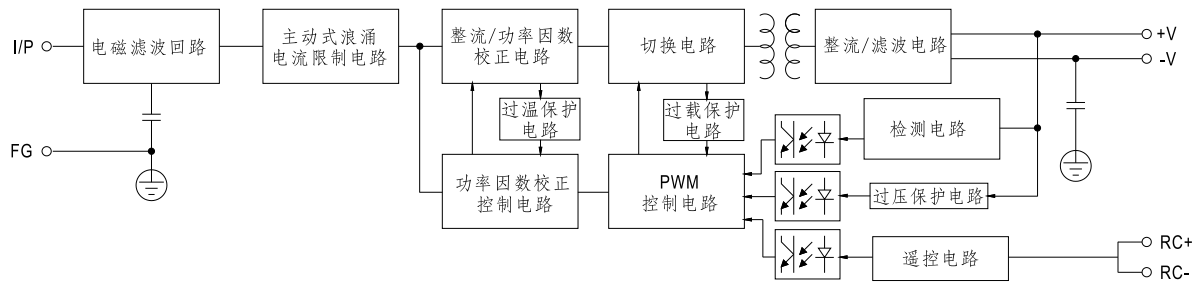 I/P
电磁滤波回路
主动式浪涌
电流限制电路
整流/功率因数
校正电路
切换电路
整流/滤波电路
+V
-V
过温保护
电路
过载保护
电路
检测电路
FG
功率因数校正
控制电路
PWM
控制电路
过压保护电路
遥控电路
RC+
RC-